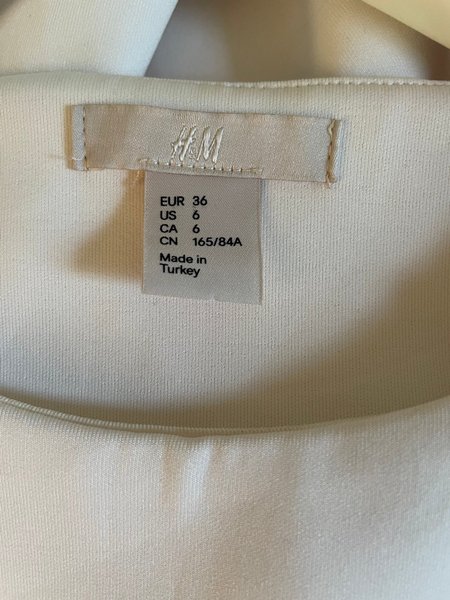 H&M
EUR 36
US 6
CA 6
CN 165/84A
Made in
Turkey